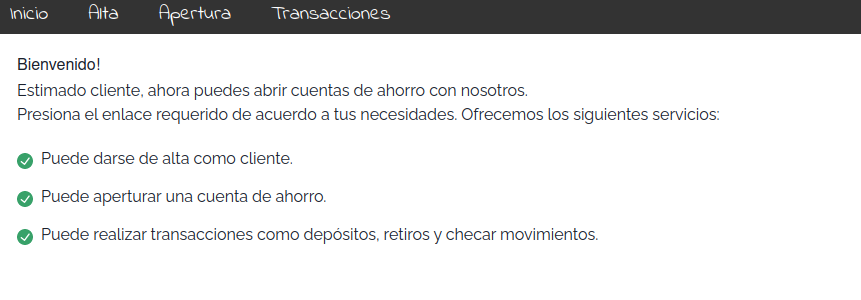 Inicio Alta Apertura Transacciones
Bienvenido!
Estimado cliente, ahora puedes abrir cuentas de ahorro con nosotros.
Presiona el enlace requerido de acuerdo a tus necesidades. Ofrecemos los siguientes servicios:
Puede darse de alta como cliente.
Puede aperturar una cuenta de ahorro.
Puede realizar transacciones como depósitos, retiros y checar movimientos.